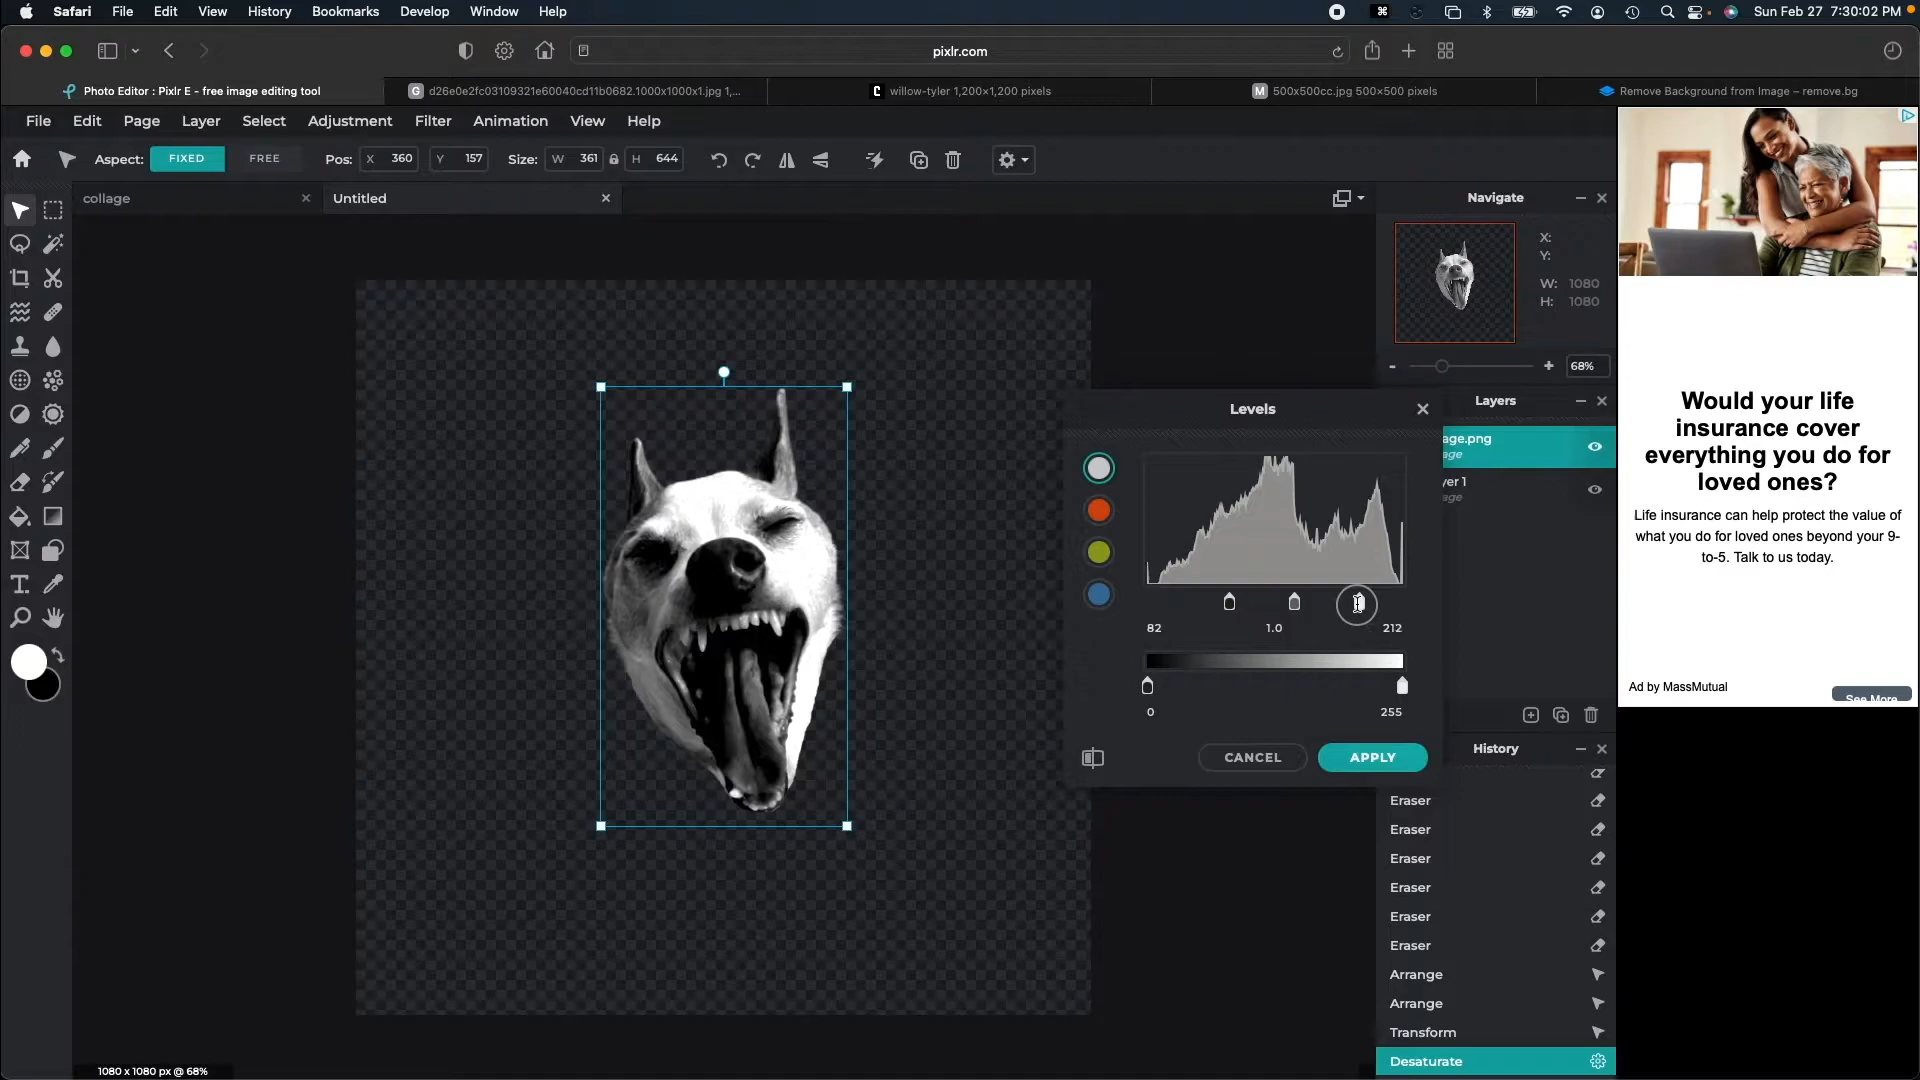 Safari File Edit View History Bookmarks Develop Window Help Sun Feb 27 7:30:02 PM
pixlr.com
Photo Editor : Pixlr E - free image editing tool
d26e0e2fc03109321e60040cd11b0682.1000x1000x1.jpg 1,...
willow-tyler 1,200×1,200 pixels
500x500cc.jpg 500×500 pixels
Remove Background from Image – remove.bg
File Edit Page Layer Select Adjustment Filter Animation View Help
Aspect: FIXED FREE Pos: X 360 Y 157 Size: W 361 H 644
collage
Untitled
Navigate
X:
Y:
W: 1080
H: 1080
68%
Layers
age.png
age
yer 1
age
Levels
82 1.0 212
0 255
CANCEL APPLY
History
Eraser
Eraser
Eraser
Eraser
Eraser
Eraser
Arrange
Arrange
Transform
Desaturate
1080 x 1080 px @ 68%
Would your life
insurance cover
everything you do for
loved ones?
Life insurance can help protect the value of
what you do for loved ones beyond your 9-
to-5. Talk to us today.
Ad by MassMutual
See More